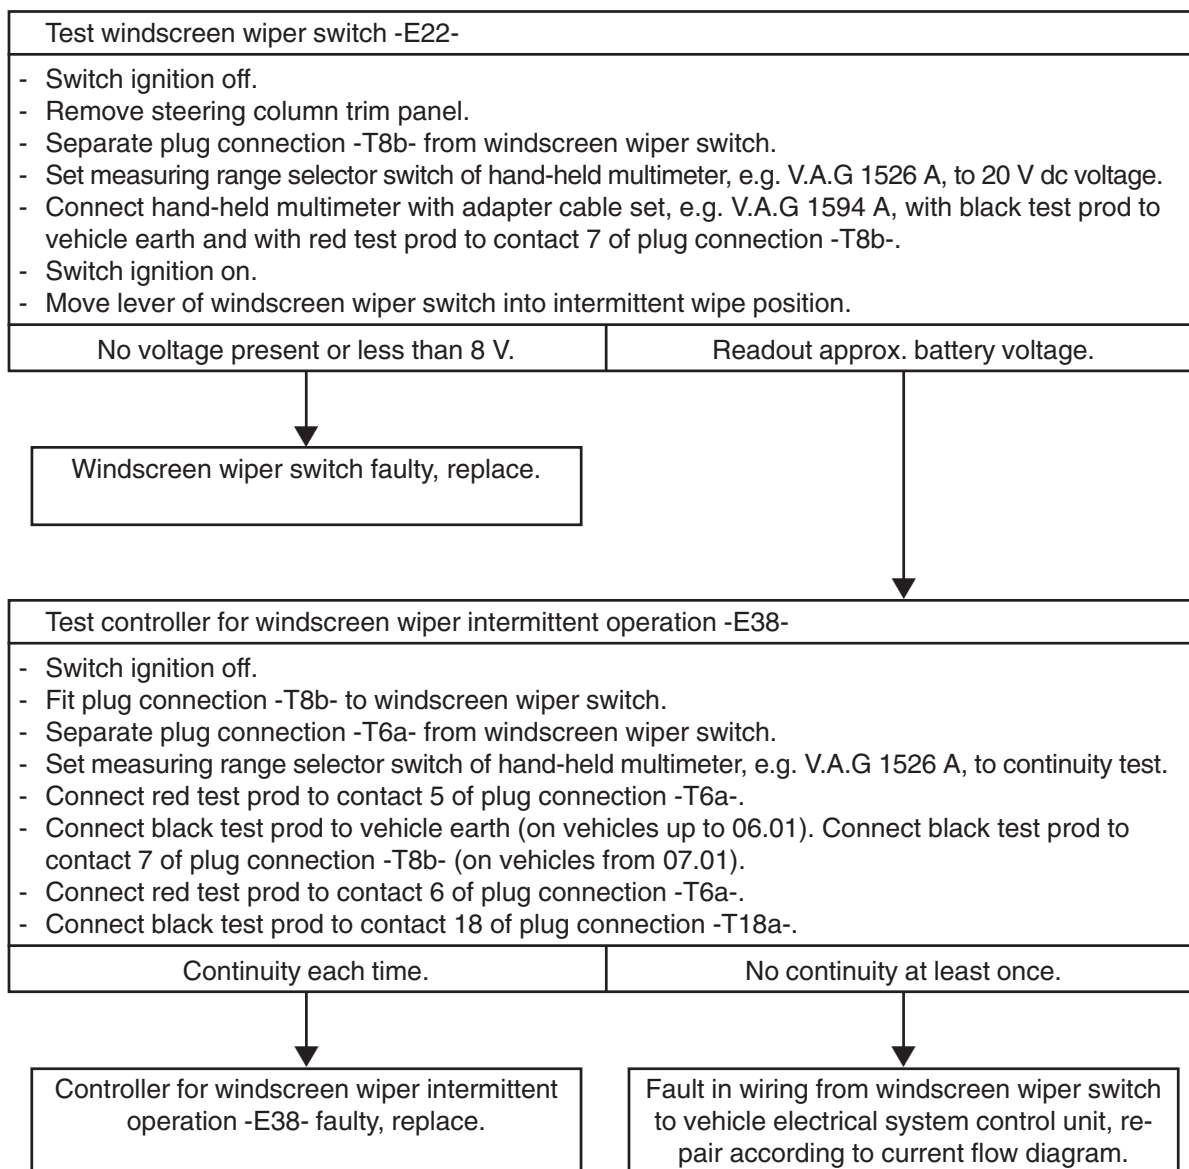 Test windscreen wiper switch -E22-
- Switch ignition off.
- Remove steering column trim panel.
- Separate plug connection -T8b- from windscreen wiper switch.
- Set measuring range selector switch of hand-held multimeter, e.g. V.A.G 1526 A, to 20 V dc voltage.
- Connect hand-held multimeter with adapter cable set, e.g. V.A.G 1594 A, with black test prod to
vehicle earth and with red test prod to contact 7 of plug connection -T8b-.
- Switch ignition on.
- Move lever of windscreen wiper switch into intermittent wipe position.
No voltage present or less than 8 V.
Readout approx. battery voltage.
Windscreen wiper switch faulty, replace.
Test controller for windscreen wiper intermittent operation -E38-
- Switch ignition off.
- Fit plug connection -T8b- to windscreen wiper switch.
- Separate plug connection -T6a- from windscreen wiper switch.
- Set measuring range selector switch of hand-held multimeter, e.g. V.A.G 1526 A, to continuity test.
- Connect red test prod to contact 5 of plug connection -T6a-.
- Connect black test prod to vehicle earth (on vehicles up to 06.01). Connect black test prod to
contact 7 of plug connection -T8b- (on vehicles from 07.01).
- Connect red test prod to contact 6 of plug connection -T6a-.
- Connect black test prod to contact 18 of plug connection -T18a-.
Continuity each time.
No continuity at least once.
Controller for windscreen wiper intermittent
operation -E38- faulty, replace.
Fault in wiring from windscreen wiper switch
to vehicle electrical system control unit, re-
pair according to current flow diagram.